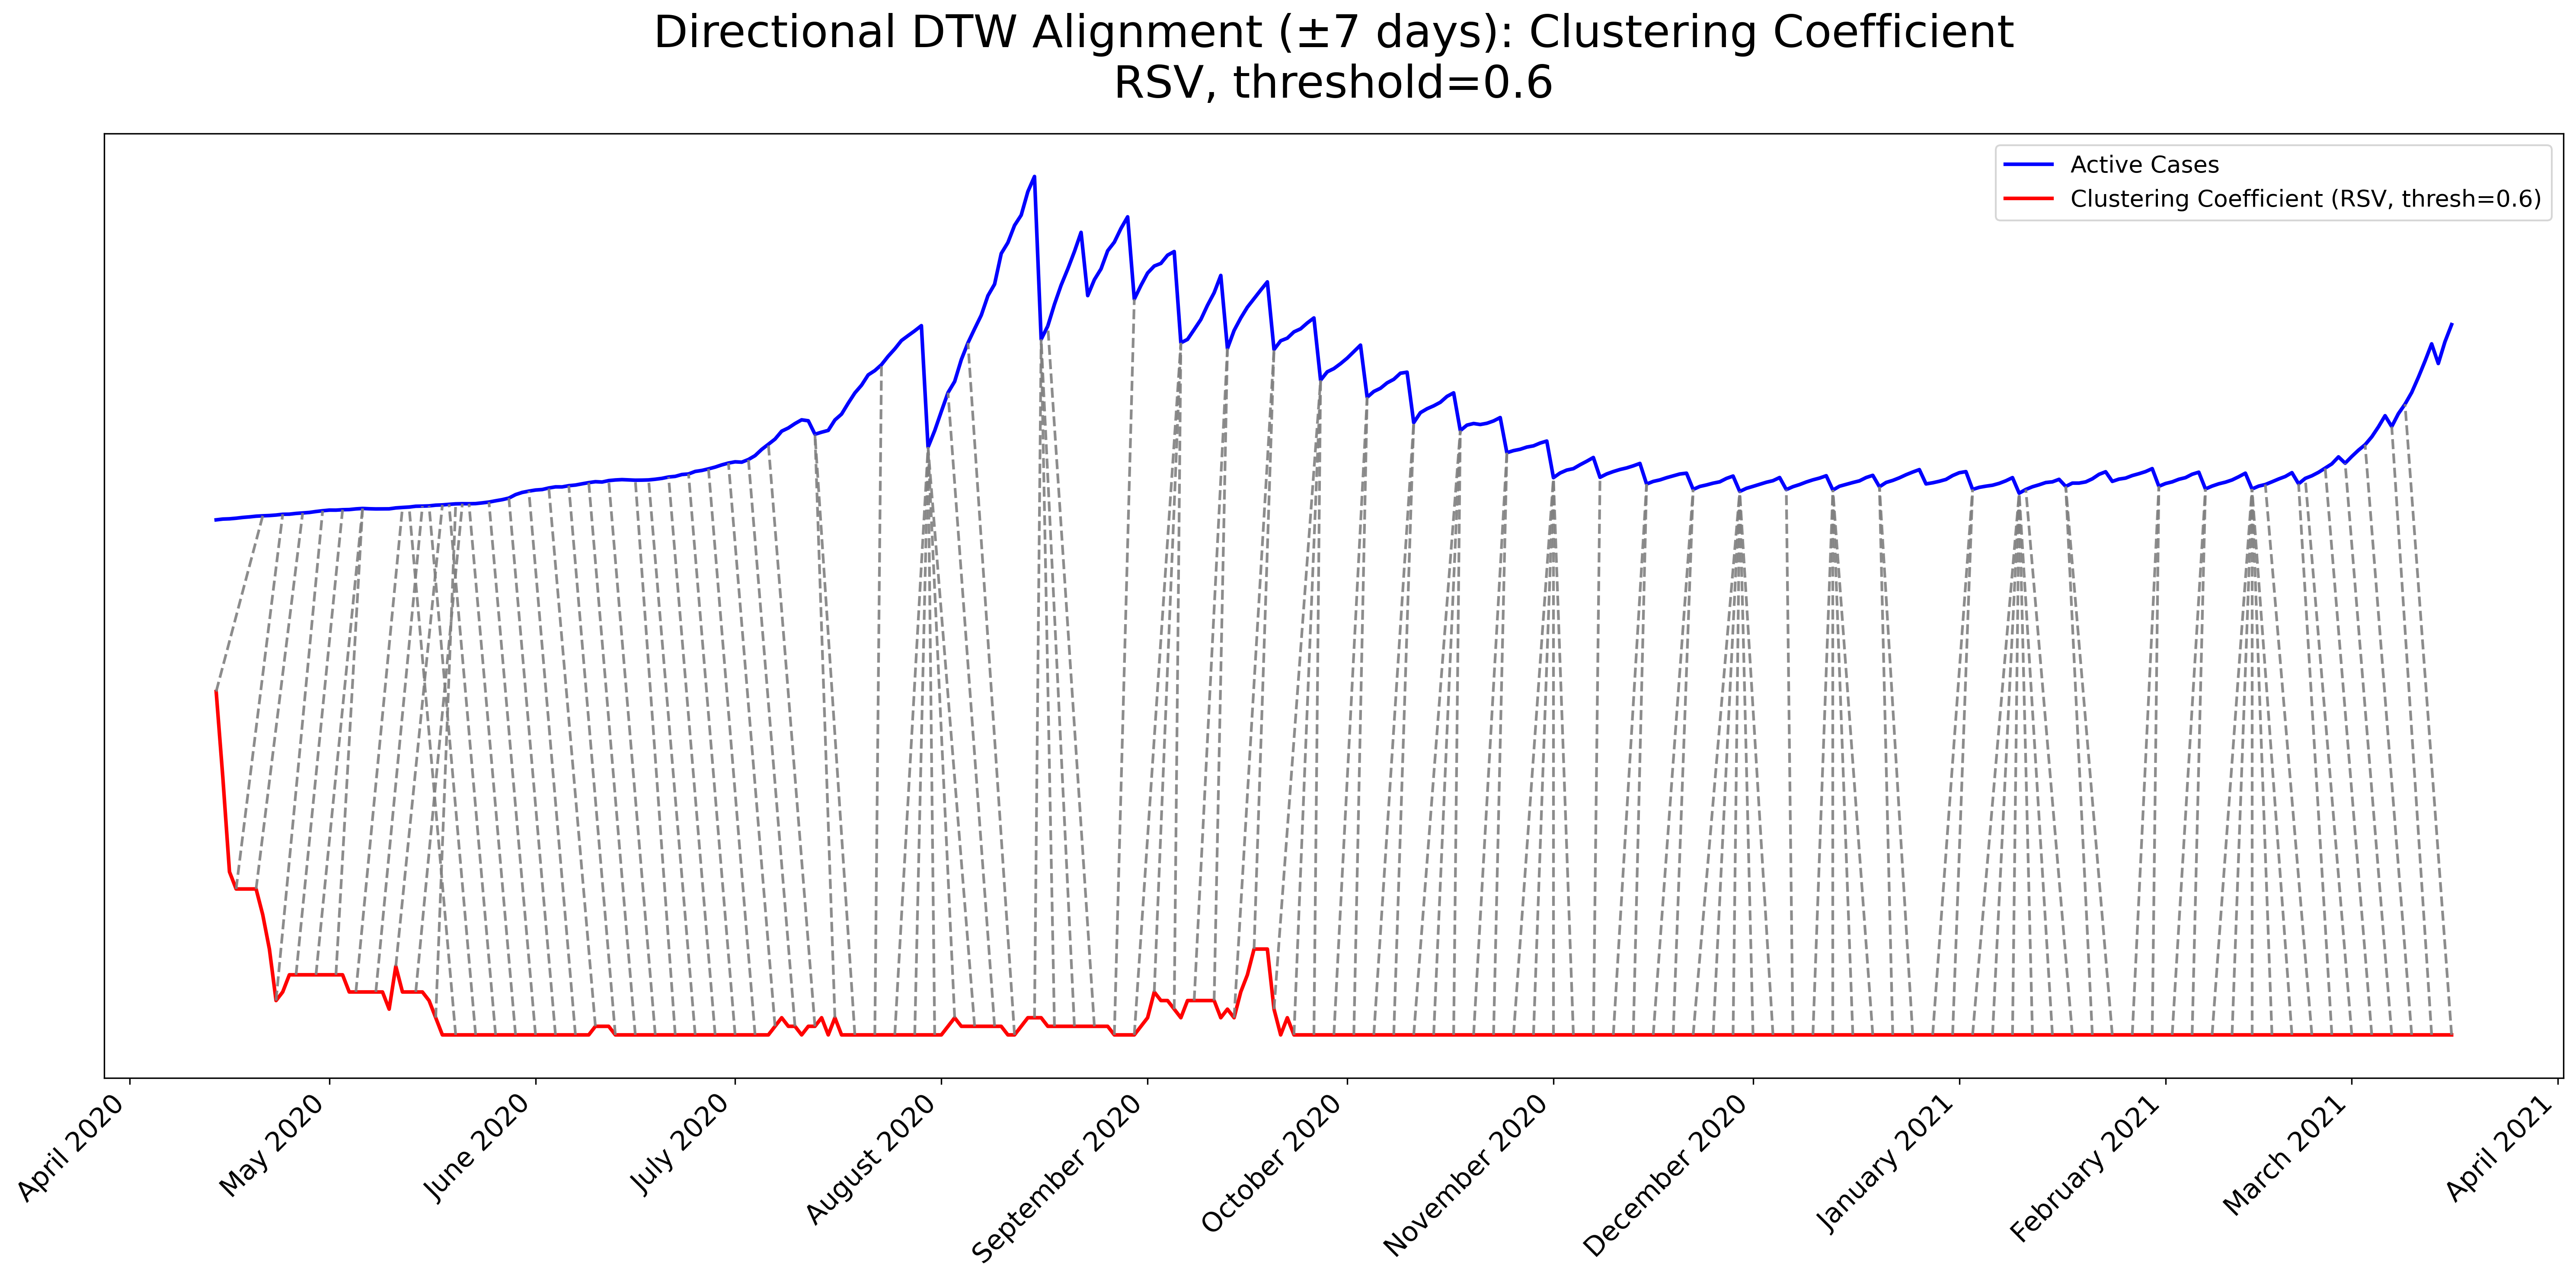 Directional DTW Alignment (±7 days): Clustering Coefficient
RSV, threshold=0.6
Active Cases
Clustering Coefficient (RSV, thresh=0.6)
April 2020
May 2020
June 2020
July 2020
August 2020
September 2020
October 2020
November 2020
December 2020
January 2021
February 2021
March 2021
April 2021